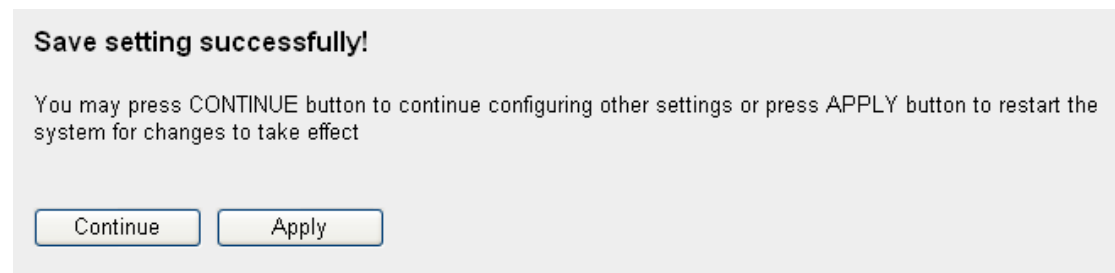 Save setting successfully!
You may press CONTINUE button to continue configuring other settings or press APPLY button to restart the
system for changes to take effect
Continue Apply